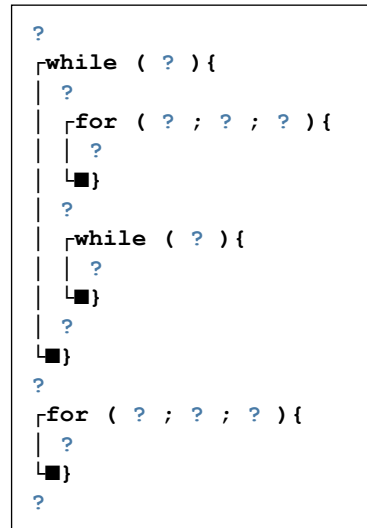 ?
┌while ( ? ){
│ ?
│ ┌for ( ? ; ? ; ? ){
│ │ ?
│ └■}
│ ?
│ ┌while ( ? ){
│ │ ?
│ └■}
│ ?
└■}
?
┌for ( ? ; ? ; ? ){
│ ?
└■}
?